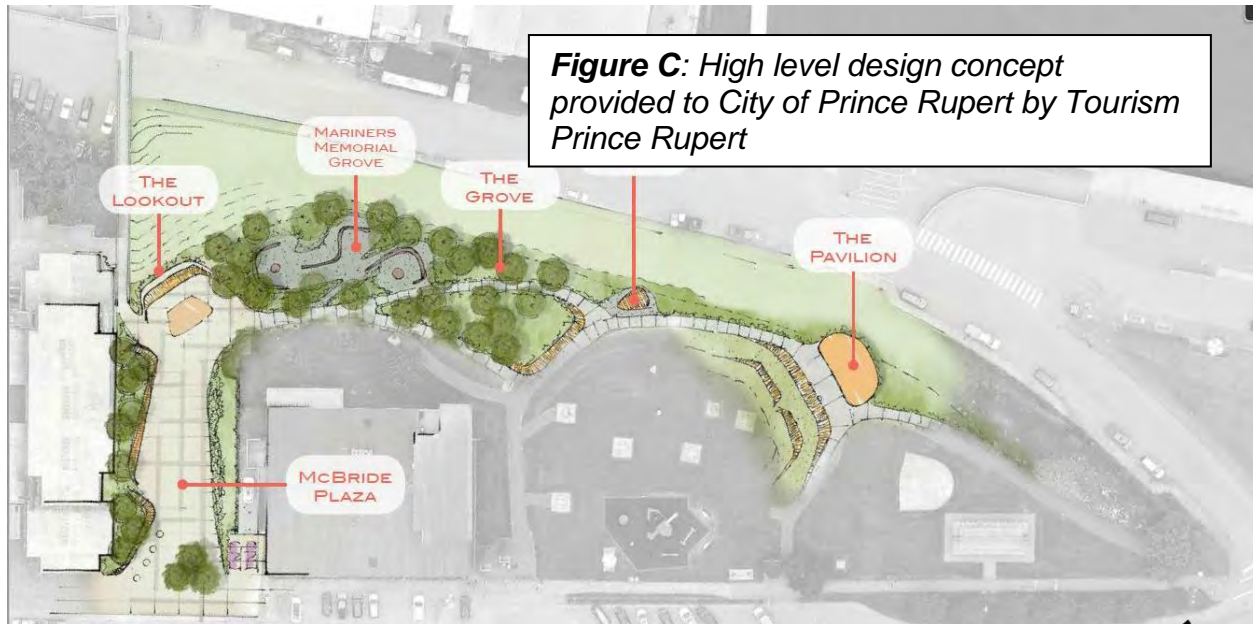 Figure C: High level design concept
provided to City of Prince Rupert by Tourism
Prince Rupert
Mariners
Memorial
Grove
The
Lookout
The
Grove
The
Pavilion
McBride
Plaza